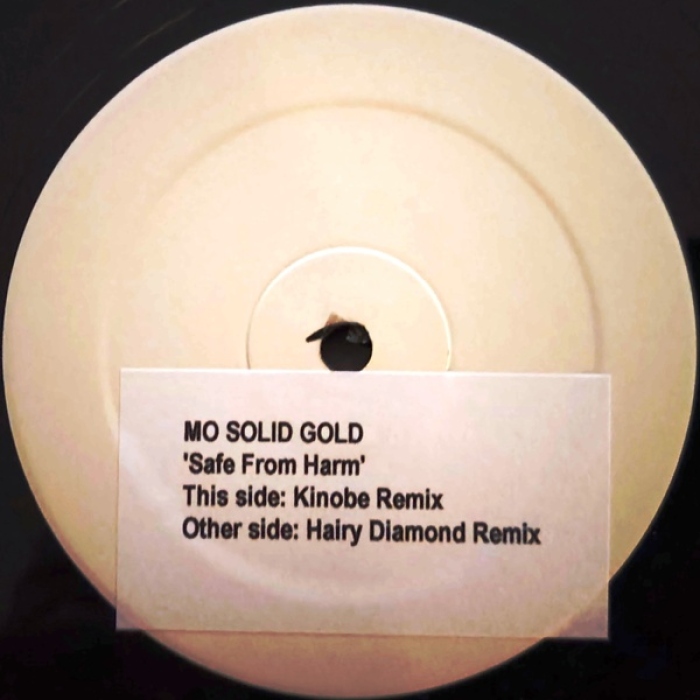 MO SOLID GOLD
'Safe From Harm'
This side: Kinobe Remix
Other side: Hairy Diamond Remix